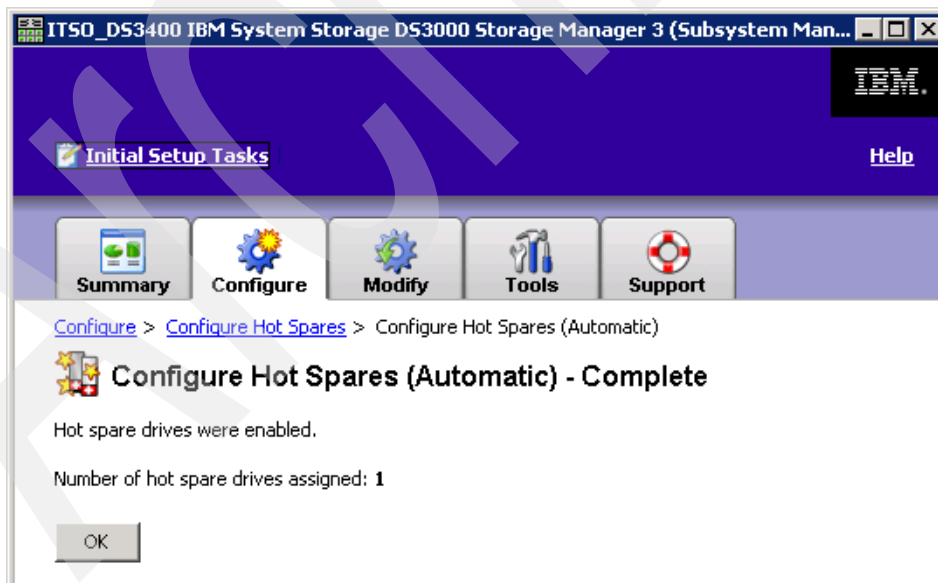 ITSO_DS3400 IBM System Storage DS3000 Storage Manager 3 (Subsystem Man...
IBM.
Initial Setup Tasks
Help
Summary
Configure
Modify
Tools
Support
Configure > Configure Hot Spares > Configure Hot Spares (Automatic)
Configure Hot Spares (Automatic) - Complete
Hot spare drives were enabled.
Number of hot spare drives assigned: 1
OK